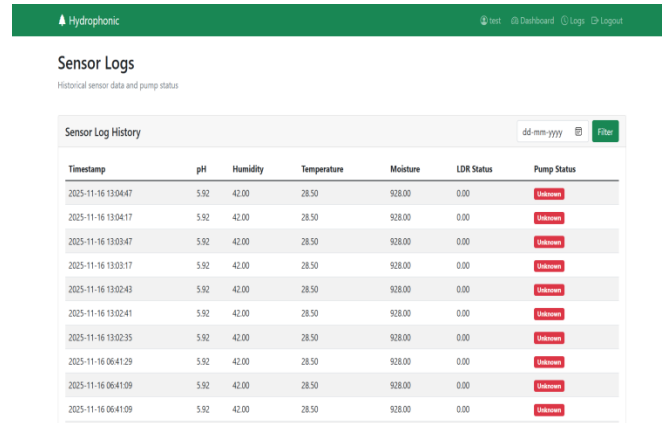 Hydrophonic test Dashboard Logs Logout
Sensor Logs
Historical sensor data and pump status
Sensor Log History dd-mm-yyyy Filter
Timestamp pH Humidity Temperature Moisture LDR Status Pump Status
2025-11-16 13:04:47 5.92 42.00 28.50 928.00 0.00 Unknown
2025-11-16 13:04:17 5.92 42.00 28.50 928.00 0.00 Unknown
2025-11-16 13:03:47 5.92 42.00 28.50 928.00 0.00 Unknown
2025-11-16 13:03:17 5.92 42.00 28.50 928.00 0.00 Unknown
2025-11-16 13:02:43 5.92 42.00 28.50 928.00 0.00 Unknown
2025-11-16 13:02:41 5.92 42.00 28.50 928.00 0.00 Unknown
2025-11-16 13:02:35 5.92 42.00 28.50 928.00 0.00 Unknown
2025-11-16 06:41:29 5.92 42.00 28.50 928.00 0.00 Unknown
2025-11-16 06:41:09 5.92 42.00 28.50 928.00 0.00 Unknown
2025-11-16 06:41:09 5.92 42.00 28.50 928.00 0.00 Unknown